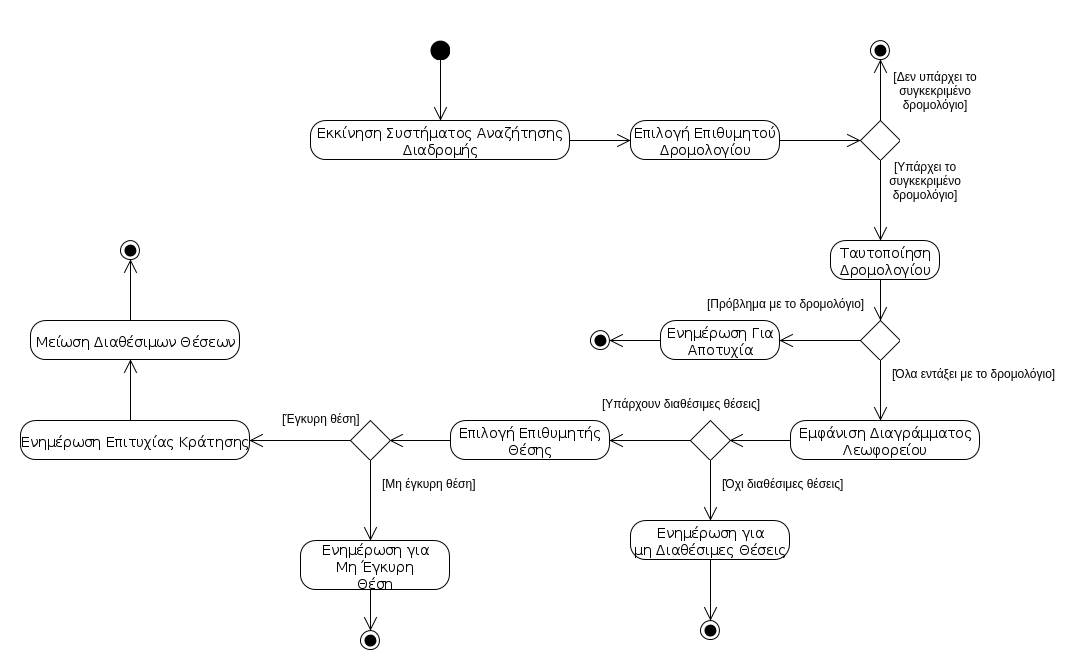 [Δεν υπάρχει το
συγκεκριμένο
δρομολόγιο]
Εκκίνηση Συστήματος Αναζήτησης
Διαδρομής
Επιλογή Επιθυμητού
Δρομολογίου
[Υπάρχει το
συγκεκριμένο
δρομολόγιο]
Ταυτοποίηση
Δρομολογίου
[Πρόβλημα με το δρομολόγιο]
Ενημέρωση Για
Αποτυχία
Μείωση Διαθέσιμων Θέσεων
[Όλα εντάξει με το δρομολόγιο]
[Υπάρχουν διαθέσιμες θέσεις]
[Έγκυρη θέση]
Ενημέρωση Επιτυχίας Κράτησης
Επιλογή Επιθυμητής
Θέσης
Εμφάνιση Διαγράμματος
Λεωφορείου
[Μη έγκυρη θέση]
[Όχι διαθέσιμες θέσεις]
Ενημέρωση για
μη Διαθέσιμες Θέσεις
Ενημέρωση για
Μη Έγκυρη
Θέση